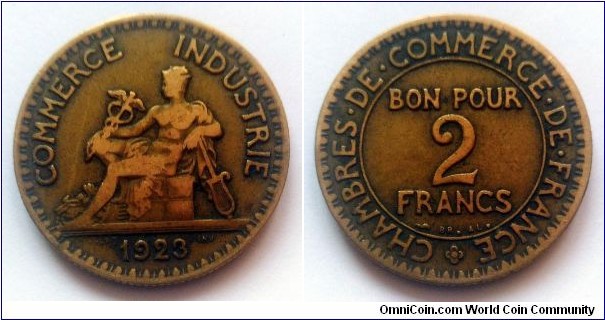 COMMERCE INDUSTRIE
1923
CHAMBRES · DE · COMMERCE · DE · FRANCE
BON POUR
2
FRANCS
OmniCoin.com World Coin Community